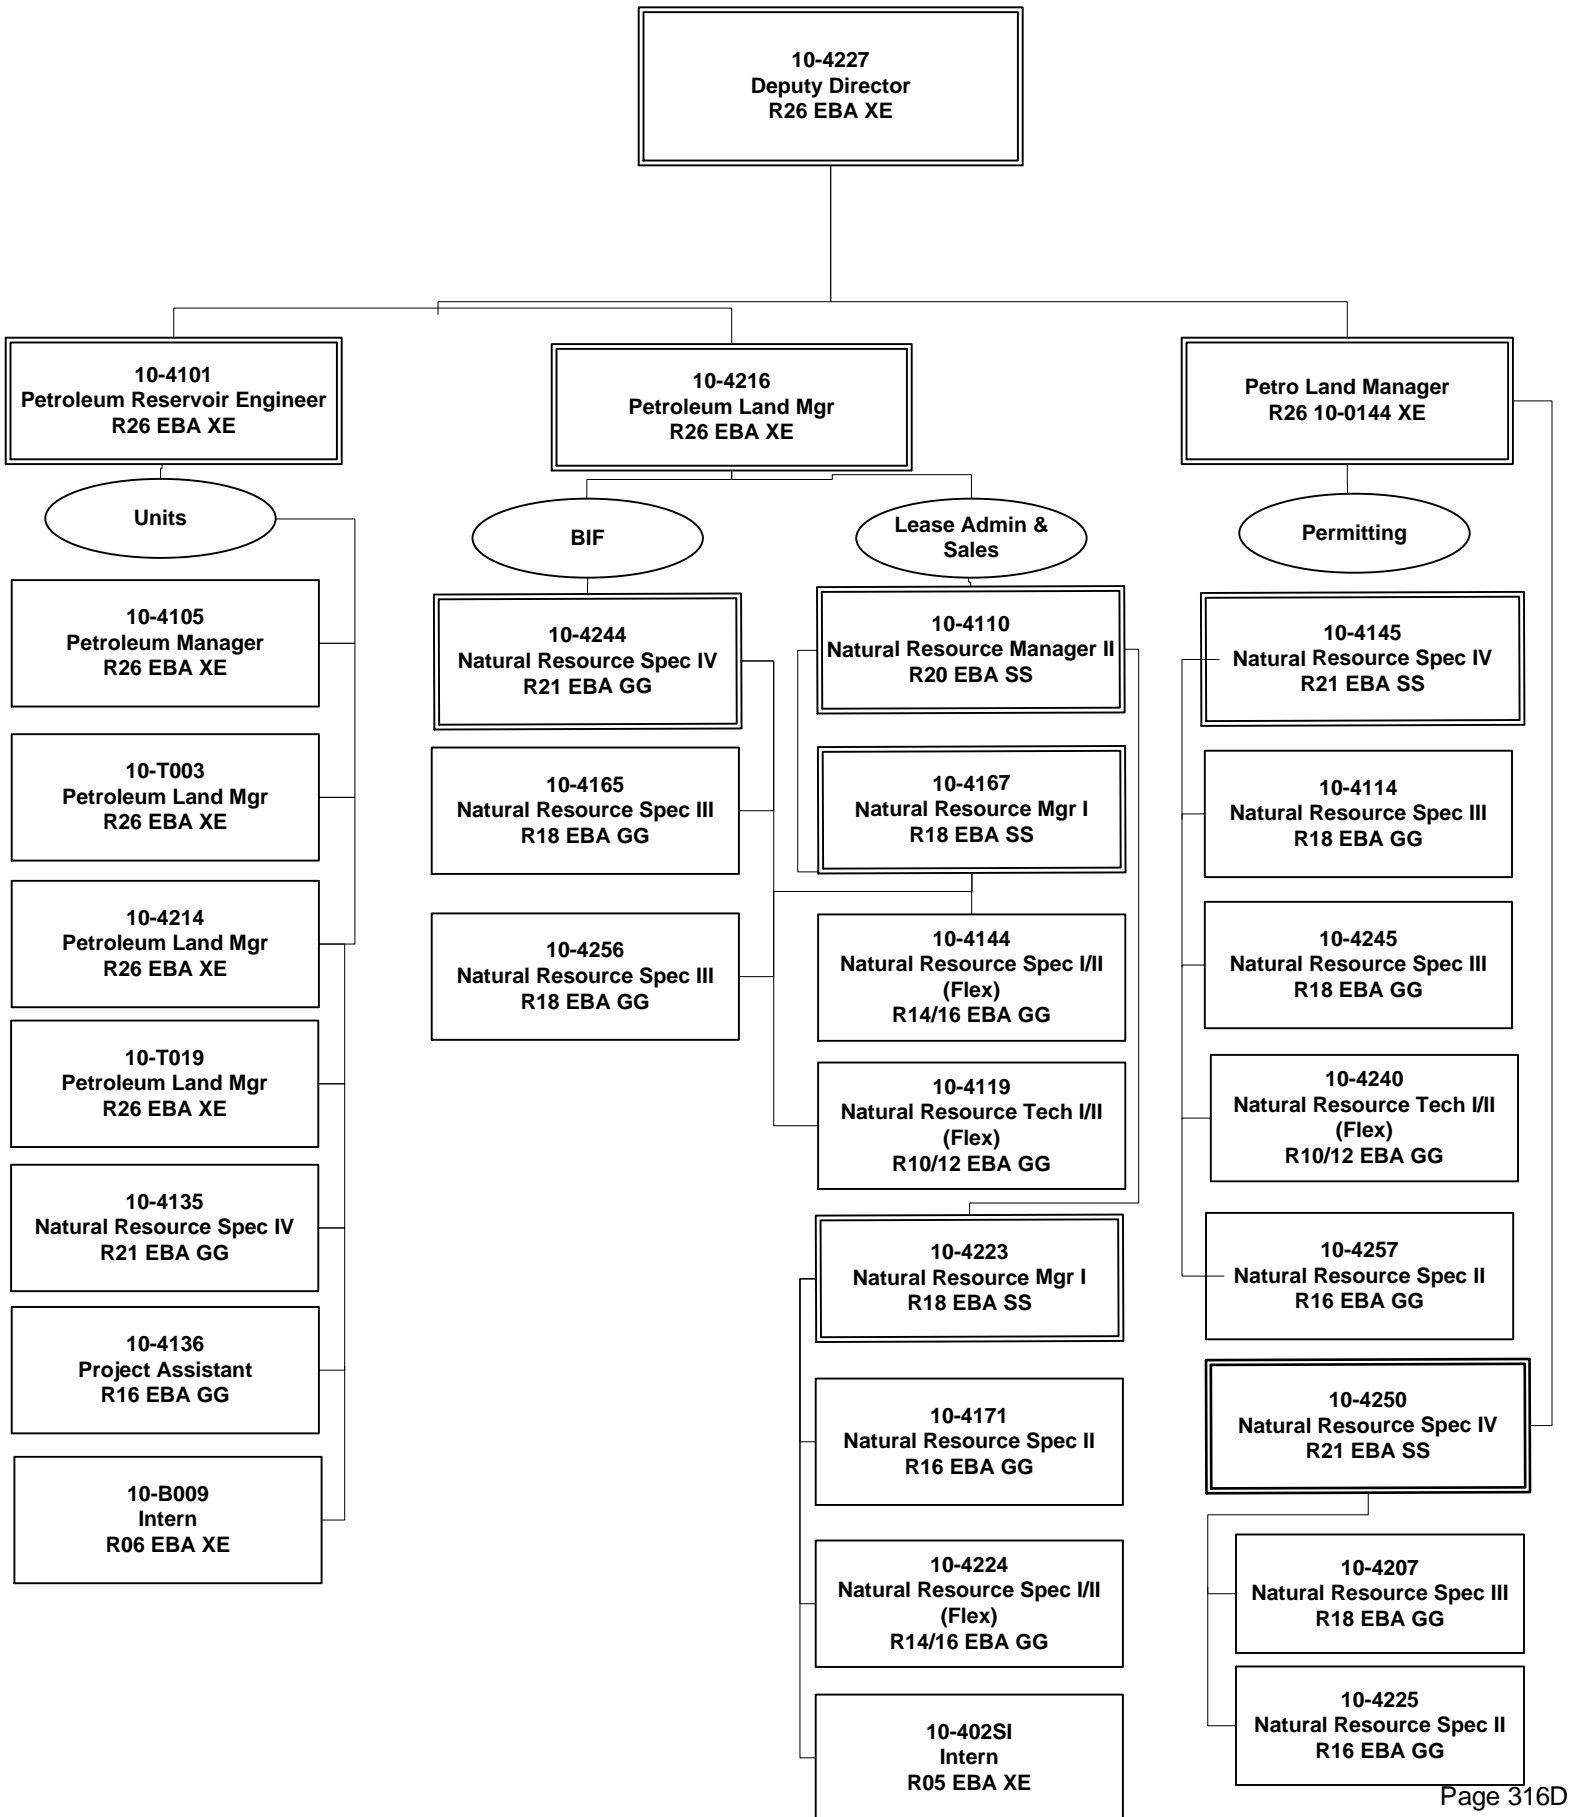 10-4227
Deputy Director
R26 EBA XE
10-4101
Petroleum Reservoir Engineer
R26 EBA XE
10-4216
Petroleum Land Mgr
R26 EBA XE
Petro Land Manager
R26 10-0144 XE
Units
10-4105
Petroleum Manager
R26 EBA XE
10-T003
Petroleum Land Mgr
R26 EBA XE
10-4214
Petroleum Land Mgr
R26 EBA XE
10-T019
Petroleum Land Mgr
R26 EBA XE
10-4135
Natural Resource Spec IV
R21 EBA GG
10-4136
Project Assistant
R16 EBA GG
10-B009
Intern
R06 EBA XE
BIF
10-4244
Natural Resource Spec IV
R21 EBA GG
10-4165
Natural Resource Spec III
R18 EBA GG
10-4256
Natural Resource Spec III
R18 EBA GG
Lease Admin &
Sales
10-4110
Natural Resource Manager II
R20 EBA SS
10-4167
Natural Resource Mgr I
R18 EBA SS
10-4144
Natural Resource Spec I/II
(Flex)
R14/16 EBA GG
10-4119
Natural Resource Tech I/II
(Flex)
R10/12 EBA GG
10-4223
Natural Resource Mgr I
R18 EBA SS
10-4171
Natural Resource Spec II
R16 EBA GG
10-4224
Natural Resource Spec I/II
(Flex)
R14/16 EBA GG
10-402SI
Intern
R05 EBA XE
Permitting
10-4145
Natural Resource Spec IV
R21 EBA SS
10-4114
Natural Resource Spec III
R18 EBA GG
10-4245
Natural Resource Spec III
R18 EBA GG
10-4240
Natural Resource Tech I/II
(Flex)
R10/12 EBA GG
10-4257
Natural Resource Spec II
R16 EBA GG
10-4250
Natural Resource Spec IV
R21 EBA SS
10-4207
Natural Resource Spec III
R18 EBA GG
10-4225
Natural Resource Spec II
R16 EBA GG
Page 316D